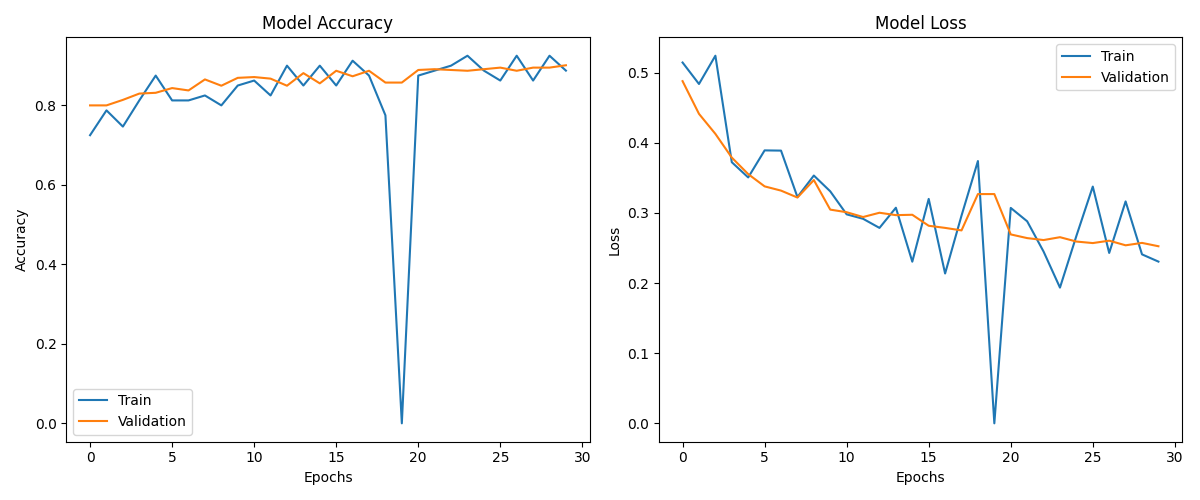 Model Accuracy
Accuracy
0.8
0.6
0.4
0.2
0.0
Train
Validation
0 5 10 15 20 25 30
Epochs
Model Loss
Loss
0.5
0.4
0.3
0.2
0.1
0.0
Train
Validation
0 5 10 15 20 25 30
Epochs